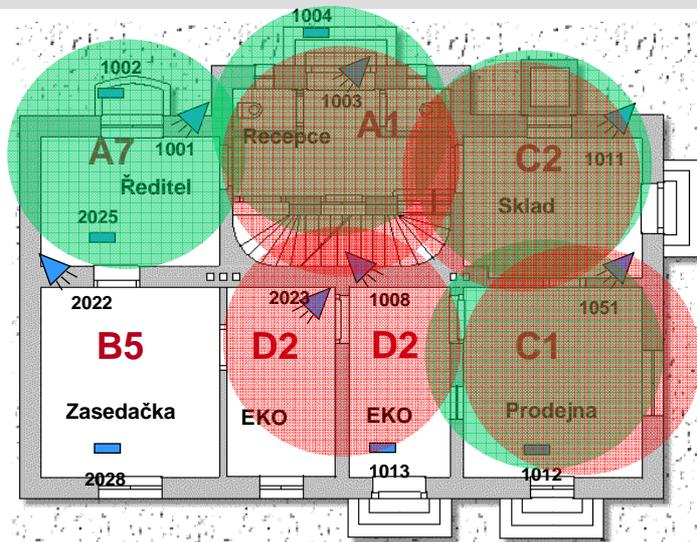 1004
1002
1003
Recepce
A1
A7
1001
Ředitel
C2
1011
Sklad
2025
2022
2023
1008
1051
B5
D2
D2
C1
Zasedačka
EKO
EKO
Prodejna
2028
1013
1012